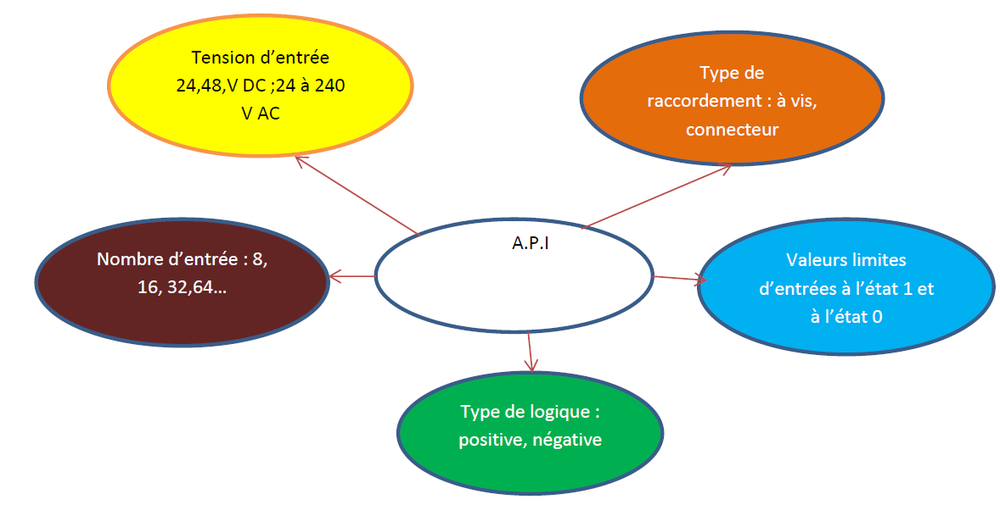 Tension d’entrée
24,48,V DC ;24 à 240
V AC
Type de
raccordement : à vis,
connecteur
A.P.I
Nombre d’entrée : 8,
16, 32,64…
Valeurs limites
d’entrées à l’état 1 et
à l’état 0
Type de logique :
positive, négative